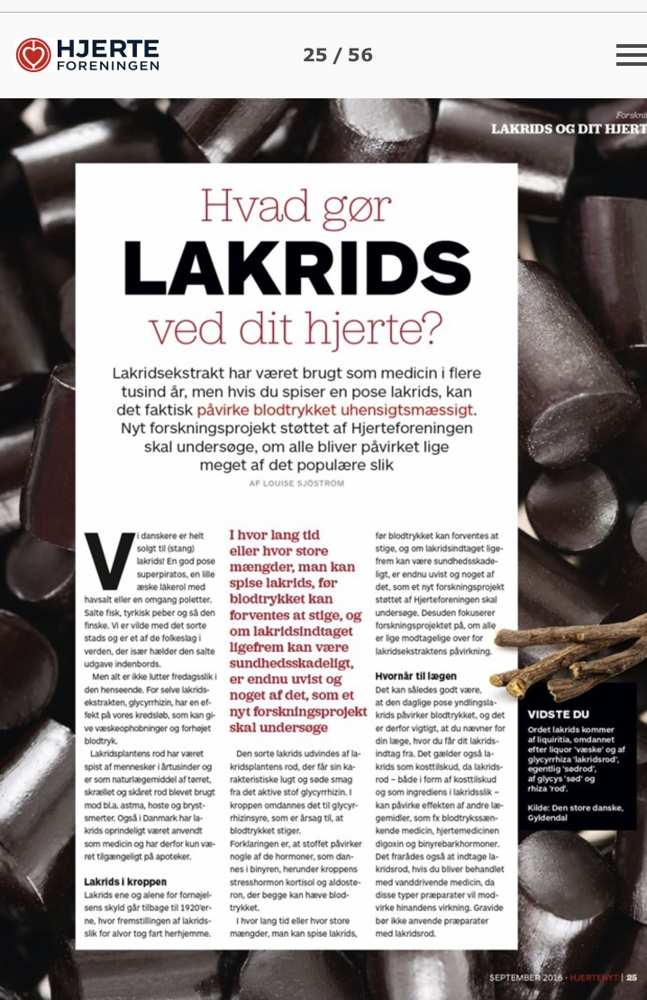 HJERTE
FORENINGEN
25 / 56
LAKRIDS OG DIT HJERT
Hvad gør
LAKRIDS
ved dit hjerte?
Lakridsekstrakt har været brugt som medicin i flere
tusind år, men hvis du spiser en pose lakrids, kan
det faktisk påvirke blodtrykket uhensigtsmæssigt.
Nyt forskningsprojekt støttet af Hjerteforeningen
skal undersøge, om alle bliver påvirket lige
meget af det populære slik
AF LOUISE SJÖSTRÖM
Vi danskere er helt
solgt til (stang)
lakrids! En god pose
superpiratos, en lille
æske läkerol med
havsalt eller en omgang poletter.
Salte fisk, tyrkisk peber og så den
finske. Vi er vilde med det sorte
stads og er et af de folkeslag i
verden, der især hælder den salte
udgave indenbords.
Men alt er ikke lutter fredagsslik i
den henseende. For selve lakrids-
ekstrakten, glycyrrhizin, har en ef-
fekt på vores kredsløb, som kan gi-
ve væskeophobninger og forhøjet
blodtryk.
Lakridsplantens rod har været
spist af mennesker i årtusinder og
er som naturlægemiddel af tørret,
skrællet og skåret rod blevet brugt
mod bl.a. astma, hoste og bryst-
smerter. Også i Danmark har la-
krids oprindeligt været anvendt
som medicin og har derfor kun væ-
ret tilgængeligt på apoteker.
Lakrids i kroppen
Lakrids ene og alene for fornøjel-
sens skyld går tilbage til 1920'er-
ne, hvor fremstillingen af lakrids-
slik for alvor tog fart herhjemme.
I hvor lang tid
eller hvor store
mængder, man kan
spise lakrids, før
blodtrykket kan
forventes at stige, og
om lakridsindtaget
ligefrem kan være
sundhedsskadeligt,
er endnu uvist og
noget af det, som et
nyt forskningsprojekt
skal undersøge
Den sorte lakrids udvindes af la-
kridsplantens rod, der får sin ka-
rakteristiske lugt og søde smag
fra det aktive stof glycyrrhizin. I
kroppen omdannes det til glycyr-
rhizinsyre, som er årsag til, at
blodtrykket stiger.
Forklaringen er, at stoffet påvirker
nogle af de hormoner, som dan-
nes i binyren, herunder kroppens
stresshormon kortisol og aldoste-
ron, der begge kan hæve blod-
trykket.
I hvor lang tid eller hvor store
mængder, man kan spise lakrids,
før blodtrykket kan forventes at
stige, og om lakridsindtaget lige-
frem kan være sundhedsskade-
ligt, er endnu uvist og noget af
det, som et nyt forskningsprojekt
støttet af Hjerteforeningen skal
undersøge. Desuden fokuserer
forskningsprojektet på, om alle
er lige modtagelige over for
lakridsekstraktens påvirkning.
Hvornår til lægen
Det kan således godt være,
at den daglige pose yndlingsla-
krids påvirker blodtrykket, og det
er derfor vigtigt, at du nævner for
din læge, hvor du får dit lakrids-
indtag fra. Det gælder også la-
krids som kosttilskud, da lakrids-
rod – både i form af kosttilskud
og som ingrediens i lakridsslik –
kan påvirke effekten af andre læ-
gemidler, som fx blodtrykssæn-
kende medicin, hjertemedicinen
digoxin og binyrebarkhormoner.
Det frarådes også at indtage la-
kridsrod, hvis du bliver behandlet
med vanddrivende medicin, da
disse typer præparater vil mod-
virke hinandens virkning. Gravide
bør ikke anvende præparater
med lakridsrod.
VIDSTE DU
Ordet lakrids kommer
af liquiritia, omdannet
efter liquor 'væske' og af
glycyrrhiza 'lakridsrod',
egentlig 'sødrod',
af glycys 'sød' og
rhiza 'rod'.
Kilde: Den store danske,
Gyldendal
SEPTEMBER 2016 · HJERTENYT | 25